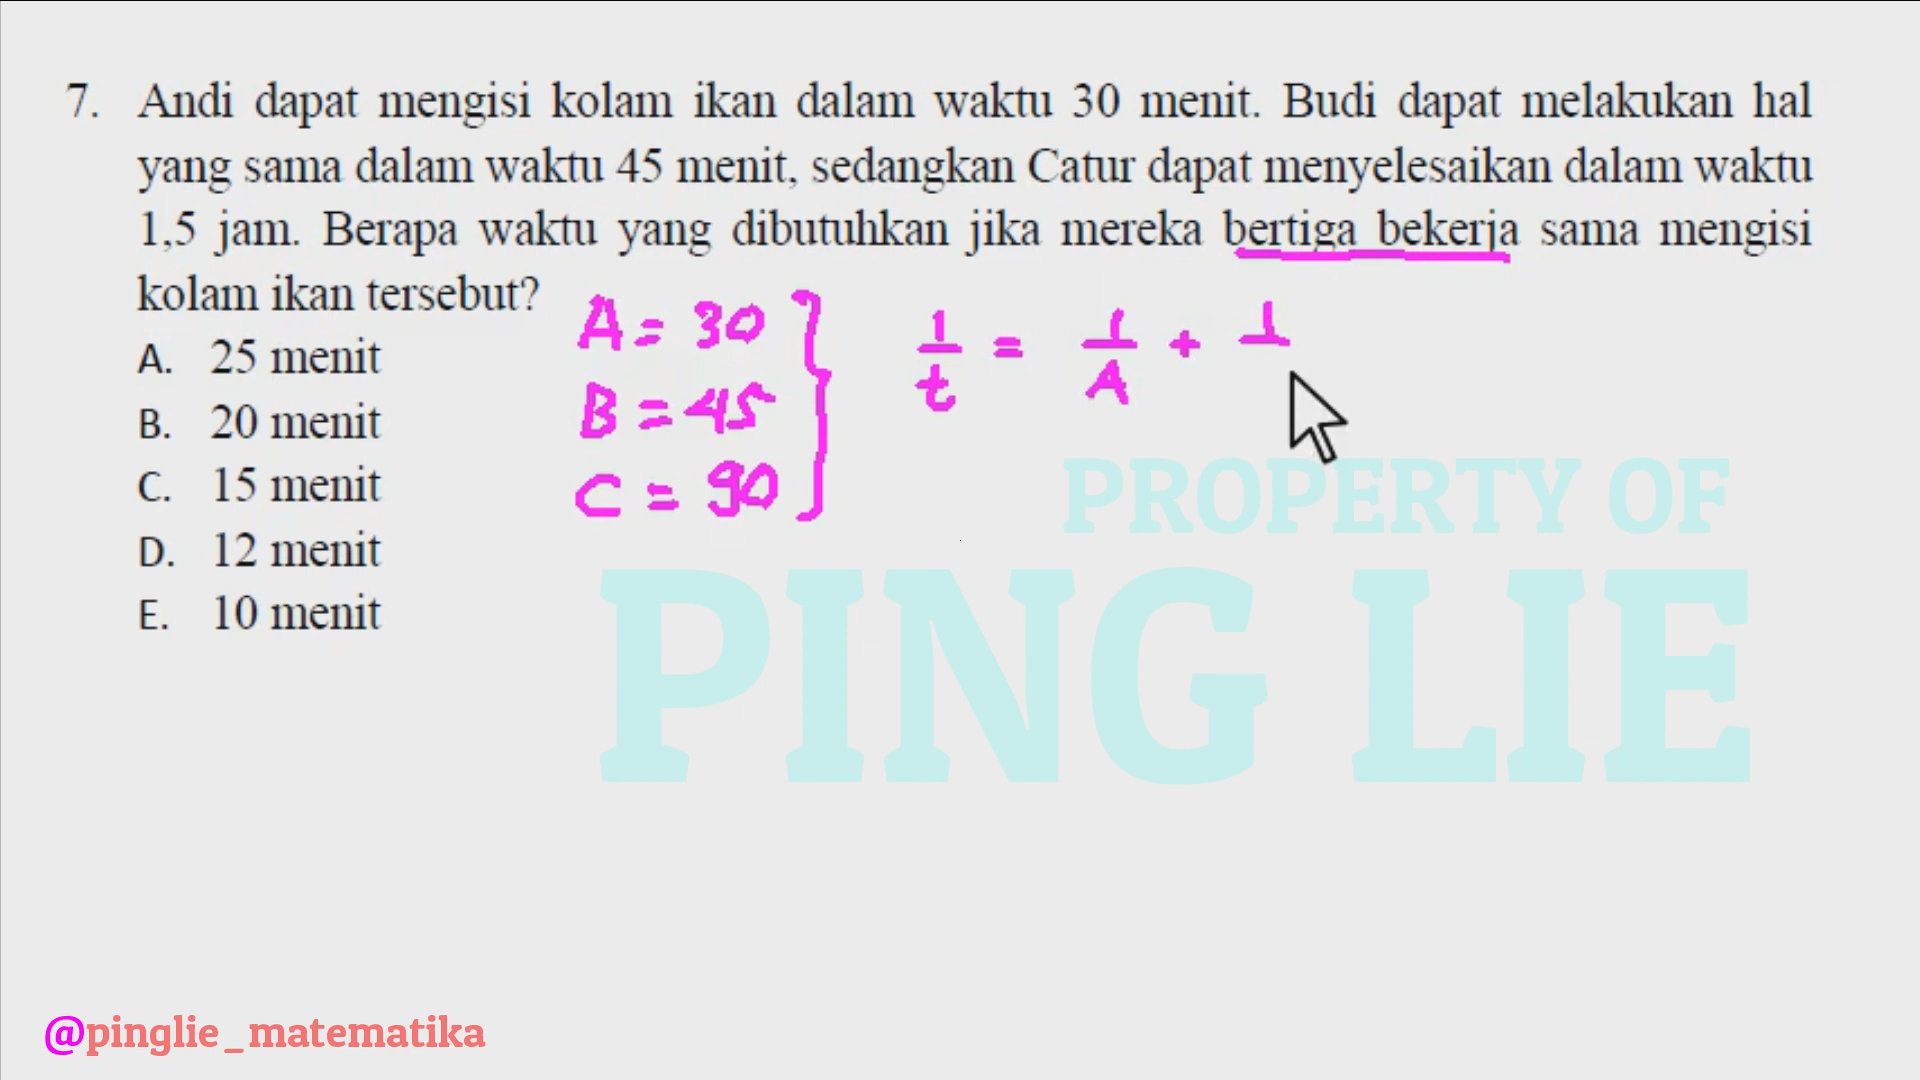 7. Andi dapat mengisi kolam ikan dalam waktu 30 menit. Budi dapat melakukan hal
yang sama dalam waktu 45 menit, sedangkan Catur dapat menyelesaikan dalam waktu
1,5 jam. Berapa waktu yang dibutuhkan jika mereka bertiga bekerja sama mengisi
kolam ikan tersebut?
A. 25 menit
B. 20 menit
C. 15 menit
D. 12 menit
E. 10 menit
A = 30
B = 45
C = 90
1/t = 1/A + 1
PROPERTY OF
PING LIE
@pinglie_matematika